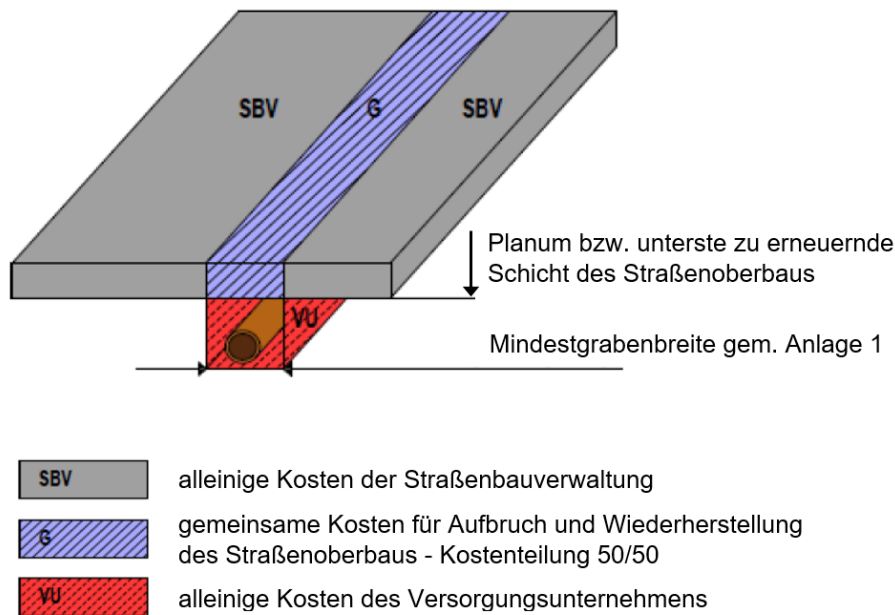 SBV
G
SBV
Planum bzw. unterste zu erneuernde
Schicht des Straßenoberbaus
VU
Mindestgrabenbreite gem. Anlage 1
SBV
alleinige Kosten der Straßenbauverwaltung
G
gemeinsame Kosten für Aufbruch und Wiederherstellung
des Straßenoberbaus - Kostenteilung 50/50
VU
alleinige Kosten des Versorgungsunternehmens